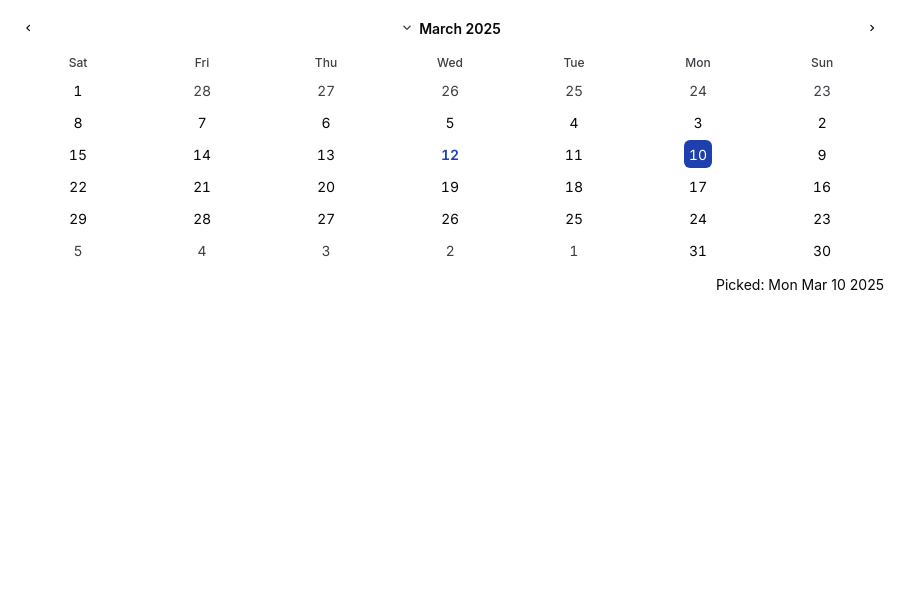 ‹ March 2025 ›
Sat Fri Thu Wed Tue Mon Sun
1 28 27 26 25 24 23
8 7 6 5 4 3 2
15 14 13 12 11 10 9
22 21 20 19 18 17 16
29 28 27 26 25 24 23
5 4 3 2 1 31 30
Picked: Mon Mar 10 2025